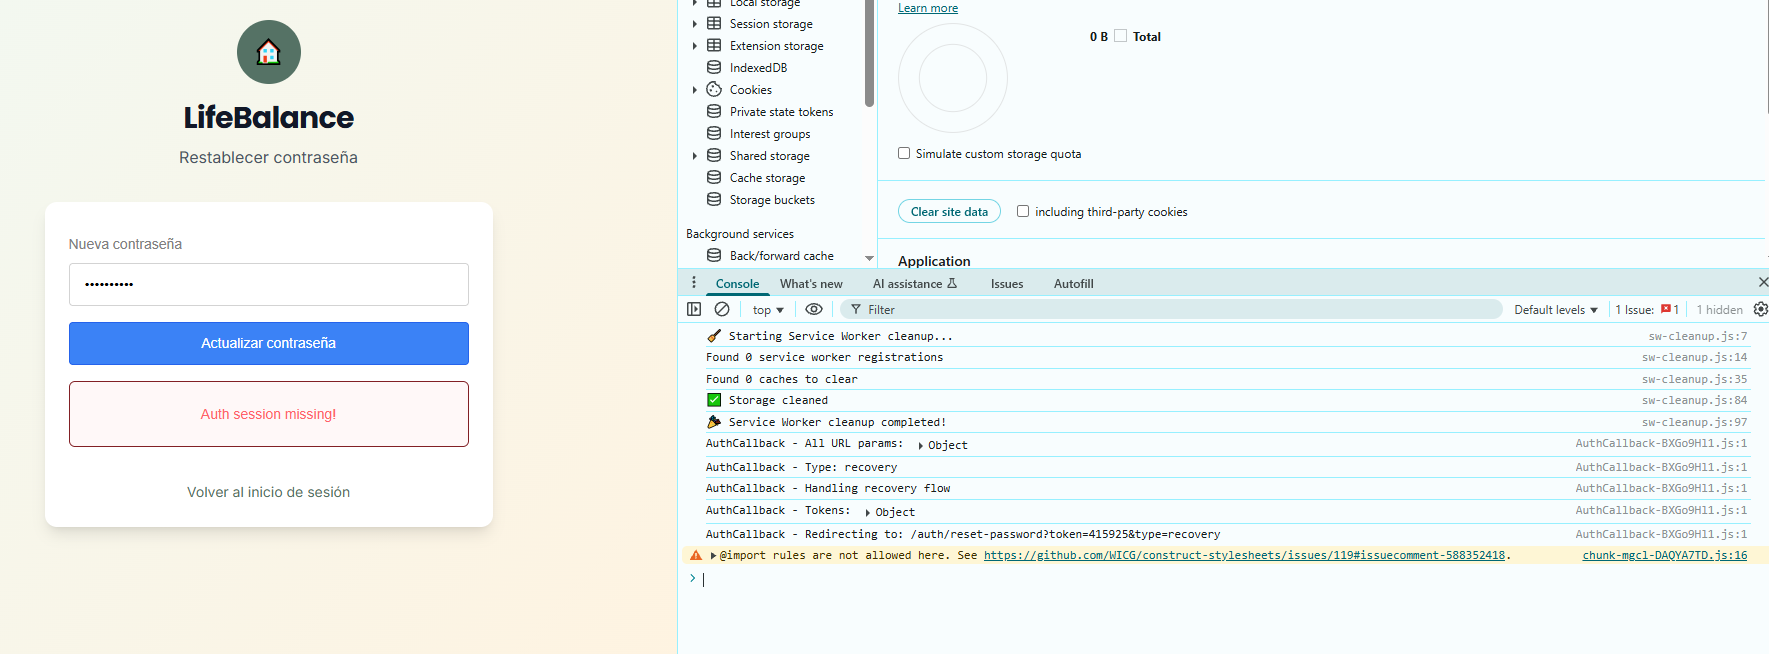 LifeBalance
Restablecer contraseña
Nueva contraseña
••••••••••
Actualizar contraseña
Auth session missing!
Volver al inicio de sesión
Local storage
Session storage
Extension storage
IndexedDB
Cookies
Private state tokens
Interest groups
Shared storage
Cache storage
Storage buckets
Background services
Back/forward cache
Learn more
0 B Total
Simulate custom storage quota
Clear site data including third-party cookies
Application
Console What's new AI assistance Issues Autofill
top Filter Default levels 1 Issue: 1 1 hidden
Starting Service Worker cleanup... sw-cleanup.js:7
Found 0 service worker registrations sw-cleanup.js:14
Found 0 caches to clear sw-cleanup.js:35
Storage cleaned sw-cleanup.js:84
Service Worker cleanup completed! sw-cleanup.js:97
AuthCallback - All URL params: Object AuthCallback-BXGo9Hl1.js:1
AuthCallback - Type: recovery AuthCallback-BXGo9Hl1.js:1
AuthCallback - Handling recovery flow AuthCallback-BXGo9Hl1.js:1
AuthCallback - Tokens: Object AuthCallback-BXGo9Hl1.js:1
AuthCallback - Redirecting to: /auth/reset-password?token=415925&type=recovery AuthCallback-BXGo9Hl1.js:1
@import rules are not allowed here. See https://github.com/WICG/construct-stylesheets/issues/119#issuecomment-588352418. chunk-mgcl-DAQYA7TD.js:16